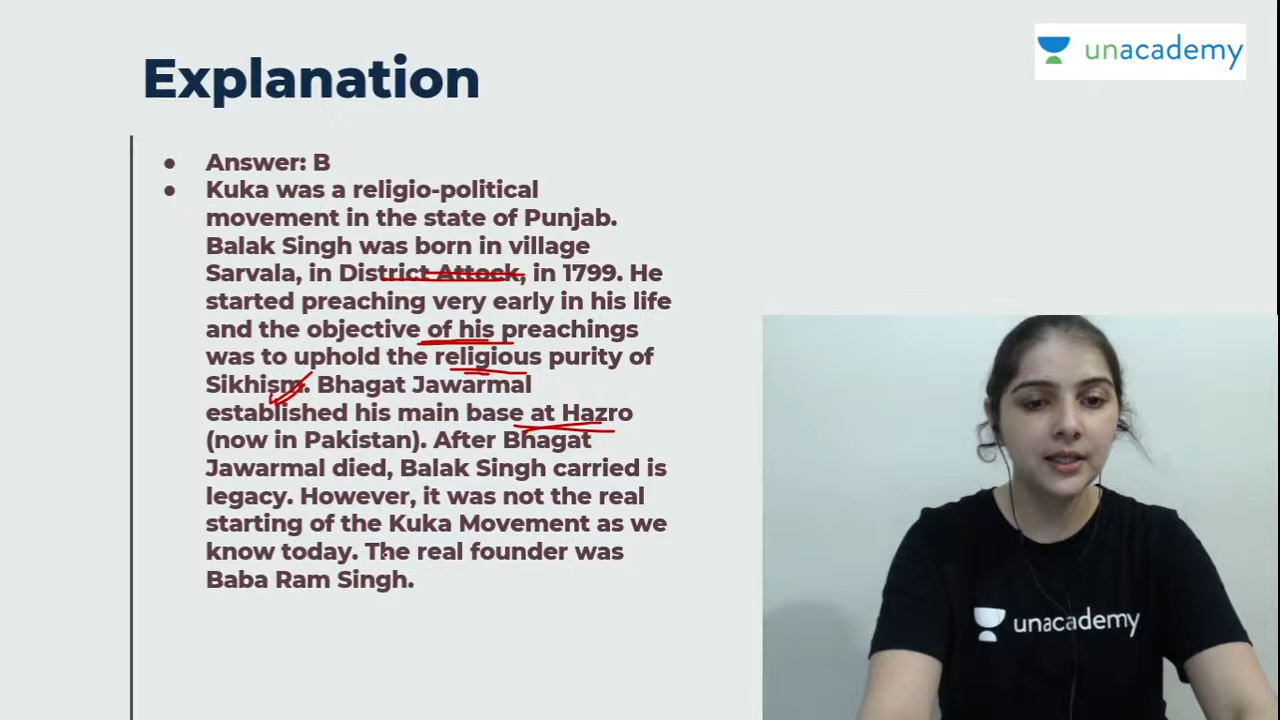 Explanation
unacademy
Answer: B
Kuka was a religio-political
movement in the state of Punjab.
Balak Singh was born in village
Sarvala, in District Attock, in 1799. He
started preaching very early in his life
and the objective of his preachings
was to uphold the religious purity of
Sikhism. Bhagat Jawarmal
established his main base at Hazro
(now in Pakistan). After Bhagat
Jawarmal died, Balak Singh carried is
legacy. However, it was not the real
starting of the Kuka Movement as we
know today. The real founder was
Baba Ram Singh.
unacademy